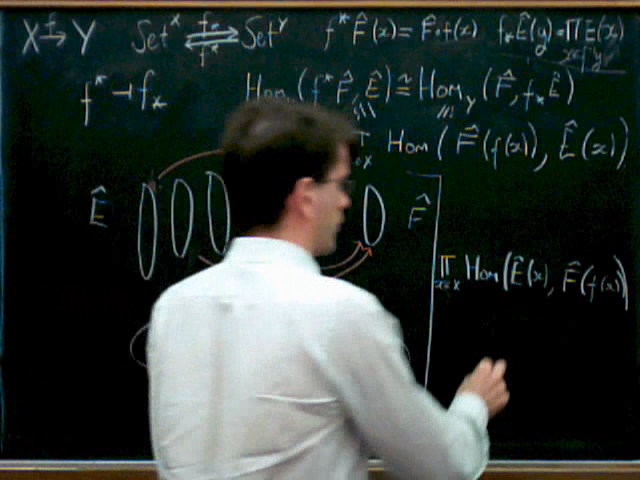 X →f Y   Set^X ⇄ Set^Y   f* F̂(x) = F̂∘f(x)   f_* Ê(y) = ∏ E(x)
f* ⊣ f_*   Hom (f* F̂, Ê) ≅ Hom_Y (F̂, f_* Ê)
Hom ( F̂(f(x)), Ê(x) )
Ê   F̂
∏_{x∈X} Hom (Ê(x), F̂(f(x)))